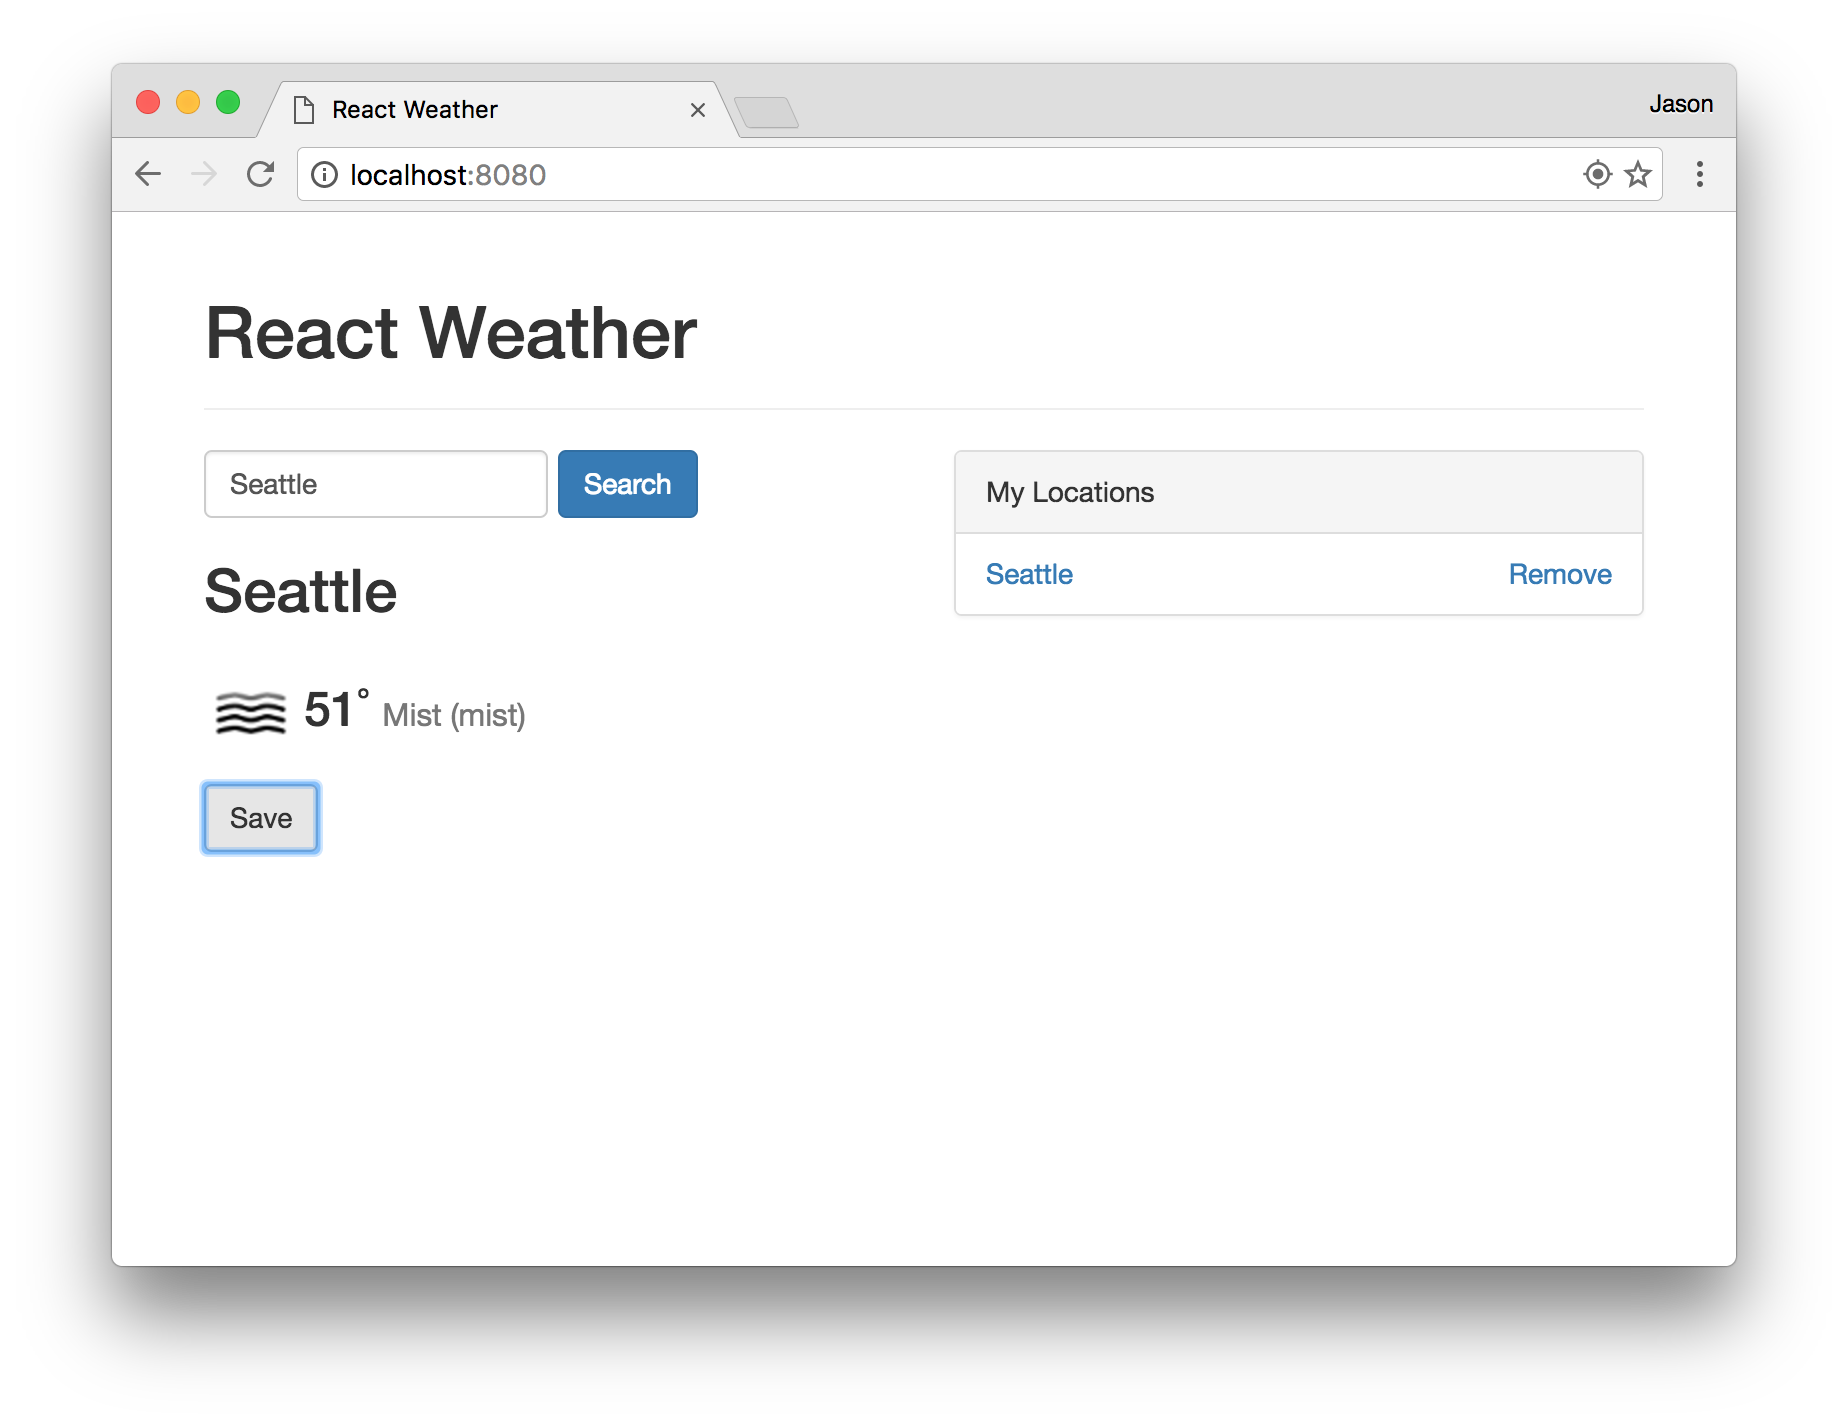 React Weather
Jason
localhost:8080
React Weather
Seattle
Search
Seattle
51° Mist (mist)
Save
My Locations
Seattle
Remove